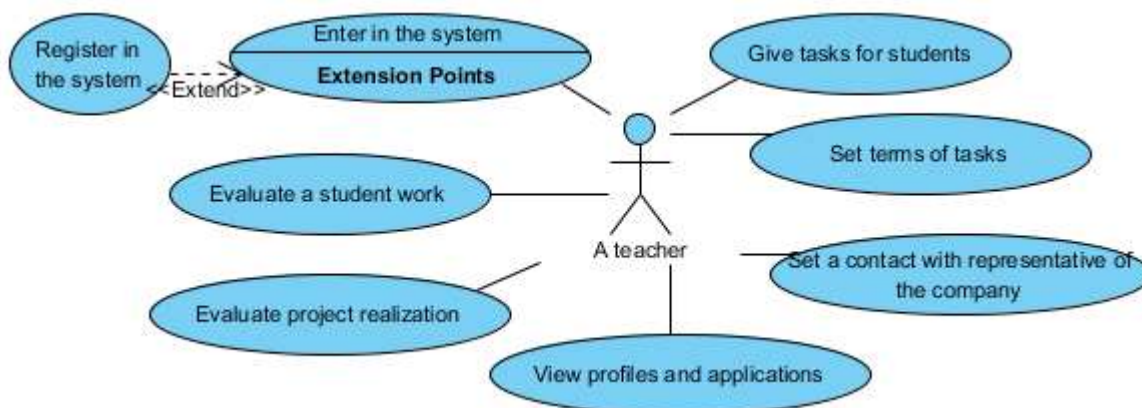 Register in
the system
<<Extend>>
Enter in the system
Extension Points
Give tasks for students
Set terms of tasks
Evaluate a student work
A teacher
Set a contact with representative of
the company
Evaluate project realization
View profiles and applications